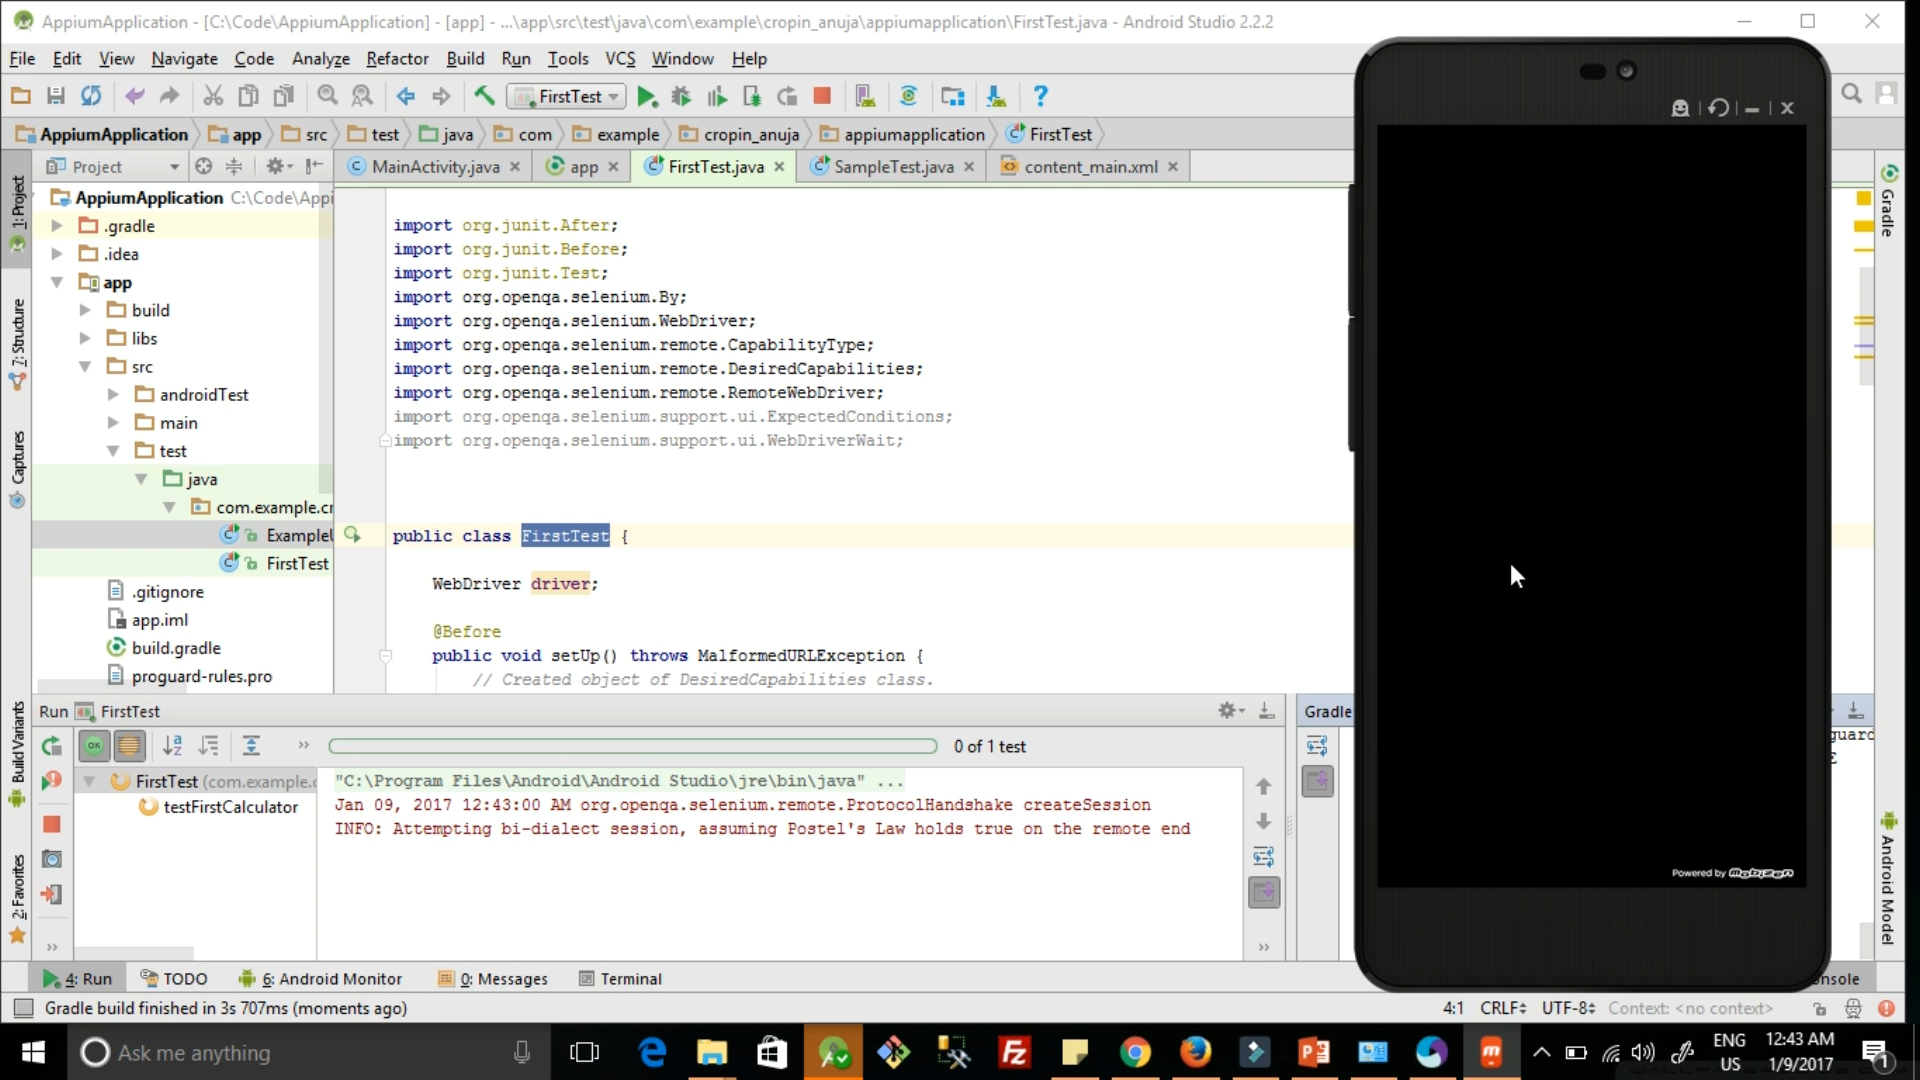 AppiumApplication - [C:\Code\AppiumApplication] - [app] - ...\app\src\test\java\com\example\cropin_anuja\appiumapplication\FirstTest.java - Android Studio 2.2.2
File Edit View Navigate Code Analyze Refactor Build Run Tools VCS Window Help
FirstTest
AppiumApplication app src test java com example cropin_anuja appiumapplication FirstTest
Project
MainActivity.java
app
FirstTest.java
SampleTest.java
content_main.xml
1: Project
7: Structure
Captures
Build Variants
2: Favorites
AppiumApplication C:\Code\Appi
.gradle
.idea
app
build
libs
src
androidTest
main
test
java
com.example.cr
ExampleU
FirstTest
.gitignore
app.iml
build.gradle
proguard-rules.pro
import org.junit.After;
import org.junit.Before;
import org.junit.Test;
import org.openqa.selenium.By;
import org.openqa.selenium.WebDriver;
import org.openqa.selenium.remote.CapabilityType;
import org.openqa.selenium.remote.DesiredCapabilities;
import org.openqa.selenium.remote.RemoteWebDriver;
import org.openqa.selenium.support.ui.ExpectedConditions;
import org.openqa.selenium.support.ui.WebDriverWait;
public class FirstTest {
WebDriver driver;
@Before
public void setUp() throws MalformedURLException {
// Created object of DesiredCapabilities class.
Powered by Mobizen
Gradle
Android Model
Run FirstTest
OK
0 of 1 test
FirstTest (com.example.c
testFirstCalculator
"C:\Program Files\Android\Android Studio\jre\bin\java" ...
Jan 09, 2017 12:43:00 AM org.openqa.selenium.remote.ProtocolHandshake createSession
INFO: Attempting bi-dialect session, assuming Postel's Law holds true on the remote end
Gradle
guard
E
4: Run TODO 6: Android Monitor 0: Messages Terminal
onsole
Gradle build finished in 3s 707ms (moments ago)
4:1 CRLF UTF-8 Context: <no context>
Ask me anything
ENG
US
12:43 AM
1/9/2017
1